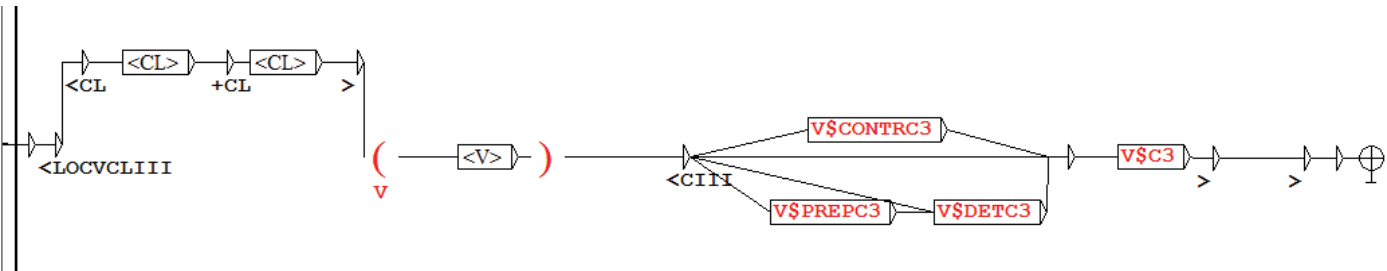 <CL> <CL>
<CL +CL >
V$CONTRC3
( <V> ) V$C3
<LOCVCLIII v <CIII > >
V$PREPC3 V$DETC3